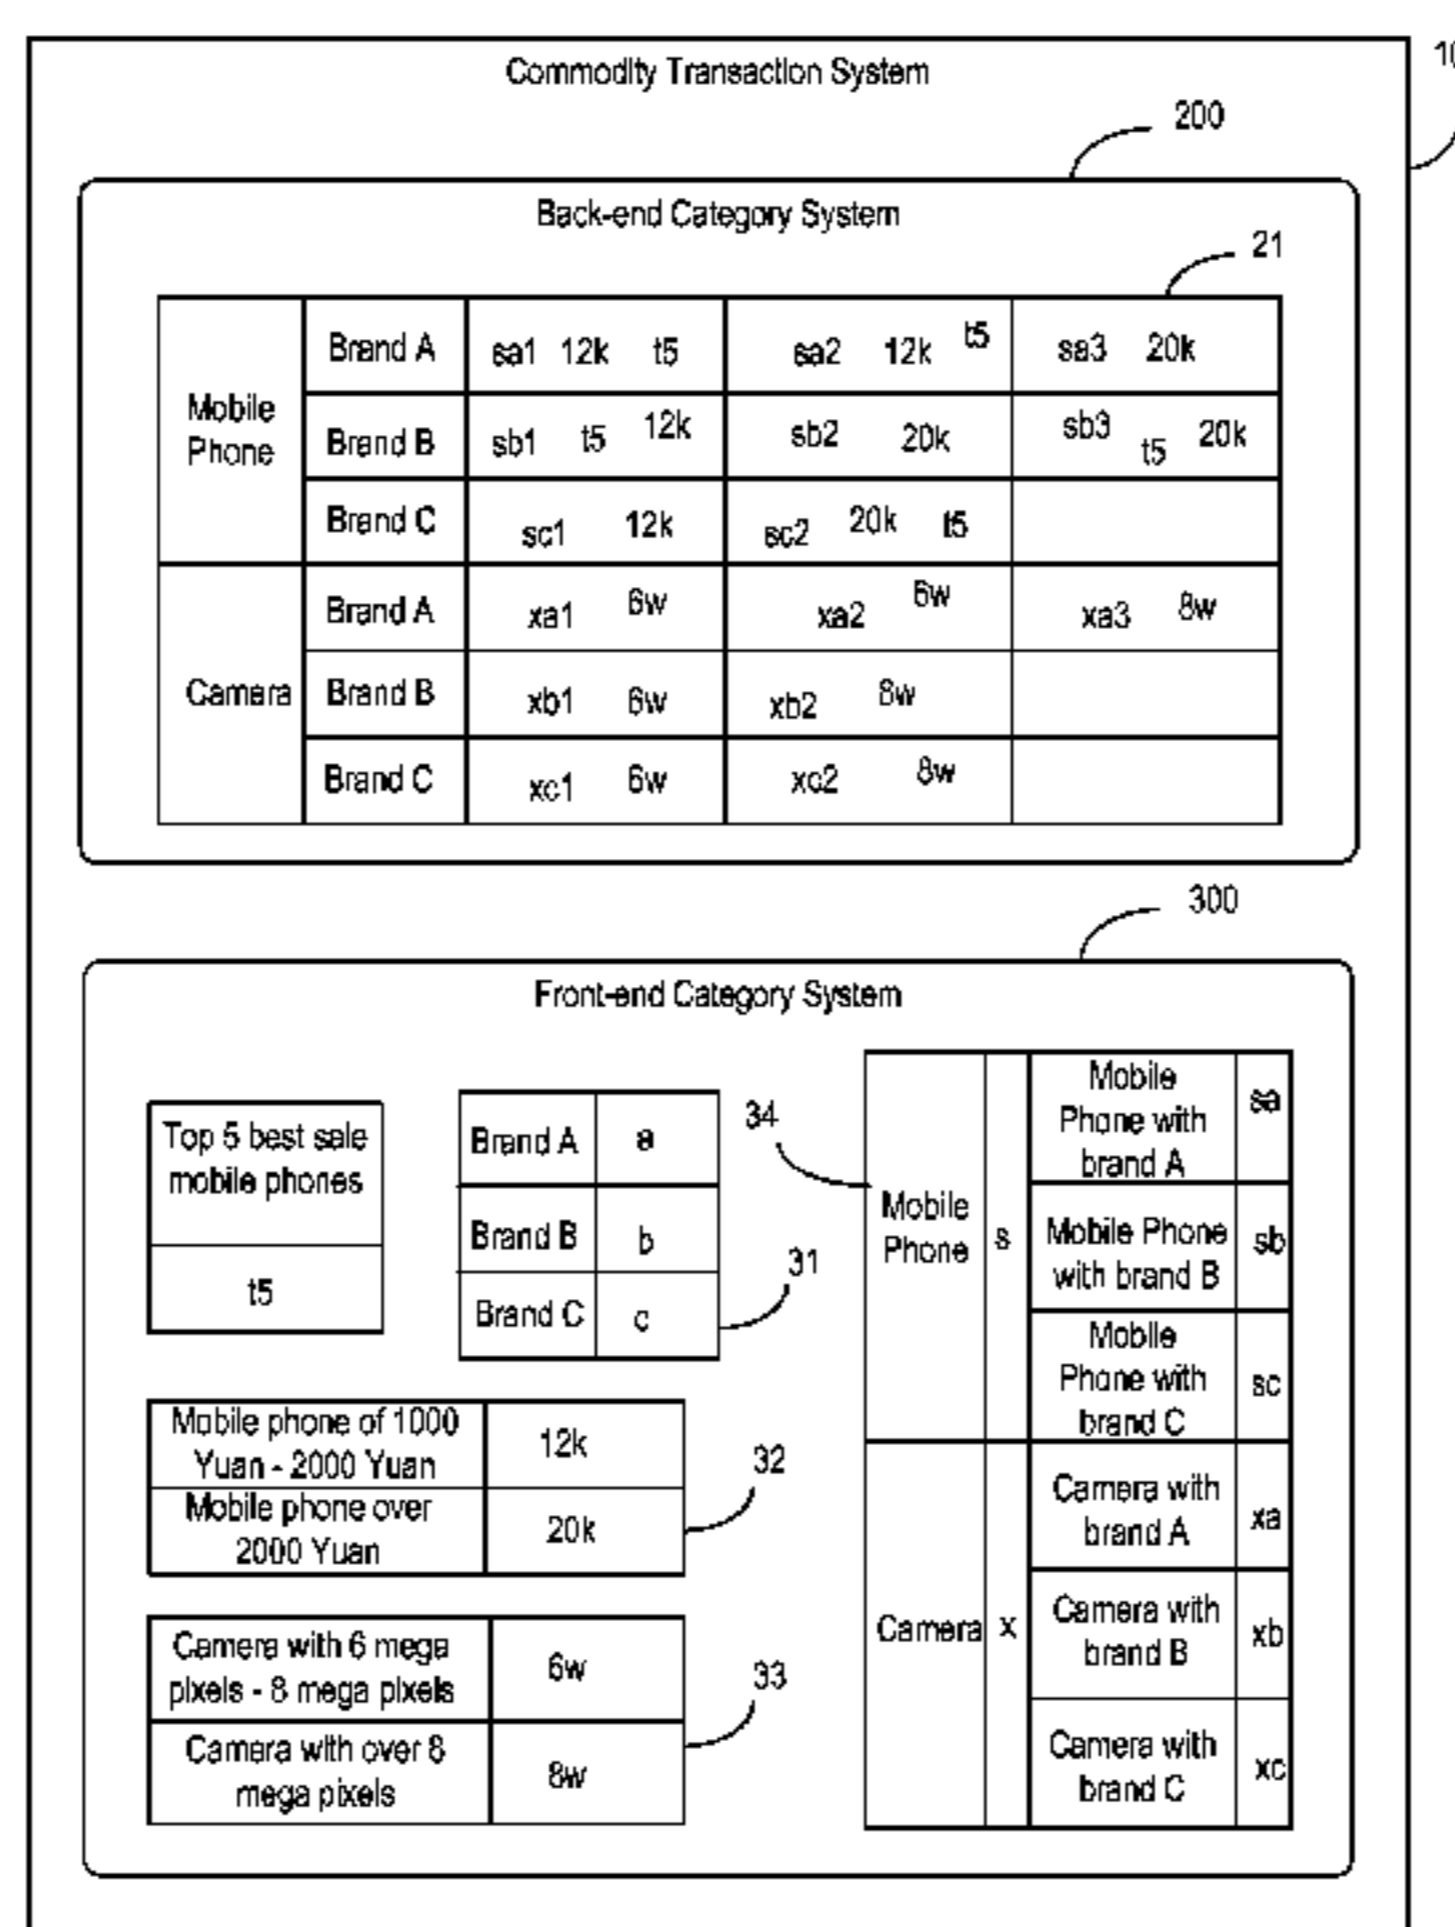 Commodity Transaction System
10
200
Back-end Category System
21
Mobile Phone
Brand A
sa1 12k t5
sa2 12k t5
sa3 20k
Brand B
sb1 t5 12k
sb2 20k
sb3 t5 20k
Brand C
sc1 12k
sc2 20k t5
Camera
Brand A
xa1 6w
xa2 6w
xa3 8w
Brand B
xb1 6w
xb2 8w
Brand C
xc1 6w
xc2 8w
300
Front-end Category System
Top 5 best sale
mobile phones
t5
Brand A a
Brand B b
Brand C c
31
Mobile phone of 1000
Yuan - 2000 Yuan
12k
Mobile phone over
2000 Yuan
20k
32
Camera with 6 mega
pixels - 8 mega pixels
6w
Camera with over 8
mega pixels
8w
33
34
Mobile
Phone
s
Mobile
Phone with
brand A
sa
Mobile Phone
with brand B
sb
Mobile
Phone with
brand C
sc
Camera
x
Camera with
brand A
xa
Camera with
brand B
xb
Camera with
brand C
xc